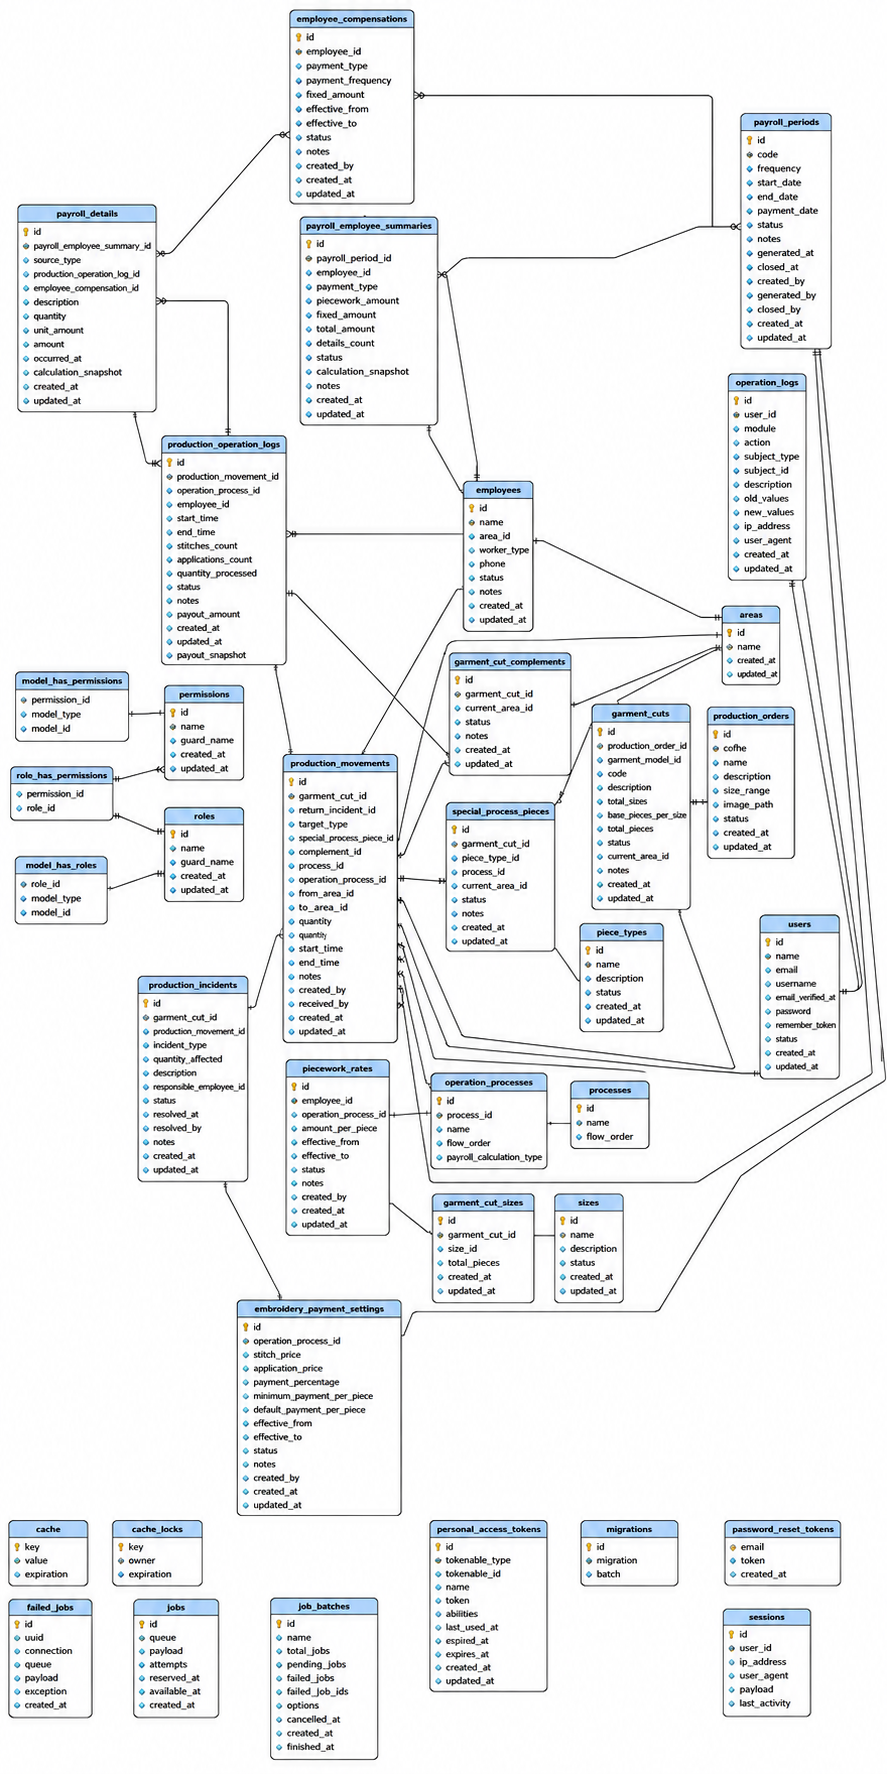 employee_compensations
id
employee_id
payment_type
payment_frequency
fixed_amount
effective_from
effective_to
status
notes
created_by
created_at
updated_at
payroll_periods
id
code
frequency
start_date
end_date
payment_date
status
notes
generated_at
closed_at
created_by
generated_by
closed_by
created_at
updated_at
payroll_details
id
payroll_employee_summary_id
source_type
production_operation_log_id
employee_compensation_id
description
quantity
unit_amount
amount
occurred_at
calculation_snapshot
created_at
updated_at
payroll_employee_summaries
id
payroll_period_id
employee_id
payment_type
piecework_amount
fixed_amount
total_amount
details_count
status
calculation_snapshot
notes
created_at
updated_at
operation_logs
id
user_id
module
action
subject_type
subject_id
description
old_values
new_values
ip_address
user_agent
created_at
updated_at
production_operation_logs
id
production_movement_id
operation_process_id
employee_id
start_time
end_time
stitches_count
applications_count
quantity_processed
status
notes
payout_amount
created_at
updated_at
payout_snapshot
employees
id
name
area_id
worker_type
phone
status
notes
created_at
updated_at
areas
id
name
created_at
updated_at
model_has_permissions
permission_id
model_type
model_id
permissions
id
name
guard_name
created_at
updated_at
garment_cut_complements
id
garment_cut_id
current_area_id
status
notes
created_at
updated_at
garment_cuts
id
production_order_id
garment_model_id
code
description
total_sizes
base_pieces_per_size
total_pieces
status
current_area_id
notes
created_at
updated_at
production_orders
id
cofhe
name
description
size_range
image_path
status
created_at
updated_at
role_has_permissions
permission_id
role_id
roles
id
name
guard_name
created_at
updated_at
model_has_roles
role_id
model_type
model_id
production_movements
id
garment_cut_id
return_incident_id
target_type
special_process_piece_id
complement_id
process_id
operation_process_id
from_area_id
to_area_id
quantity
quantity
start_time
end_time
notes
created_by
received_by
created_at
updated_at
special_process_pieces
id
garment_cut_id
piece_type_id
process_id
current_area_id
status
notes
created_at
updated_at
piece_types
id
name
description
status
created_at
updated_at
users
id
name
email
username
email_verified_at
password
remember_token
status
created_at
updated_at
production_incidents
id
garment_cut_id
production_movement_id
incident_type
quantity_affected
description
responsible_employee_id
status
resolved_at
resolved_by
notes
created_at
updated_at
piecework_rates
id
employee_id
operation_process_id
amount_per_piece
effective_from
effective_to
status
notes
created_by
created_at
updated_at
operation_processes
id
process_id
name
flow_order
payroll_calculation_type
processes
id
name
flow_order
garment_cut_sizes
id
garment_cut_id
size_id
total_pieces
created_at
updated_at
sizes
id
name
description
status
created_at
updated_at
embroidery_payment_settings
id
operation_process_id
stitch_price
application_price
payment_percentage
minimum_payment_per_piece
default_payment_per_piece
effective_from
effective_to
status
notes
created_by
created_at
updated_at
cache
key
value
expiration
cache_locks
key
owner
expiration
personal_access_tokens
id
tokenable_type
tokenable_id
name
token
abilities
last_used_at
espired_at
expires_at
created_at
updated_at
migrations
id
migration
batch
password_reset_tokens
email
token
created_at
failed_jobs
id
uuid
connection
queue
payload
exception
created_at
jobs
id
queue
payload
attempts
reserved_at
available_at
created_at
job_batches
id
name
total_jobs
pending_jobs
failed_jobs
failed_job_ids
options
cancelled_at
created_at
finished_at
sessions
id
user_id
ip_address
user_agent
payload
last_activity